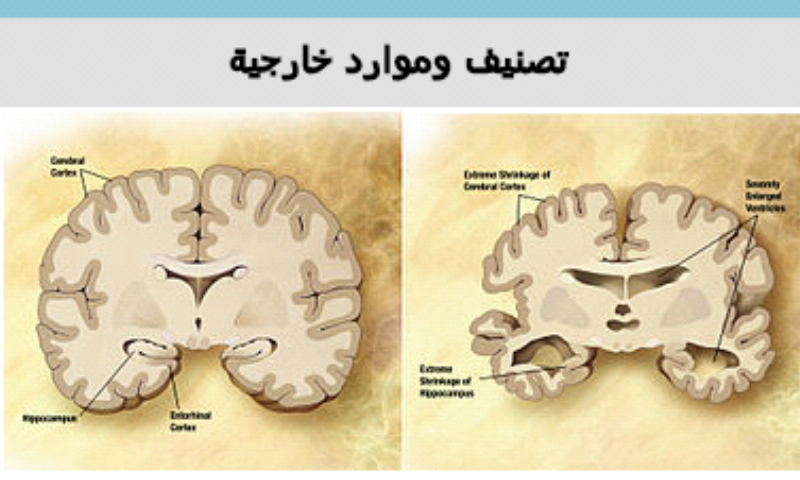 تصنيف وموارد خارجية
Cerebral
Cortex
Hippocampus
Entorhinal
Cortex
Extreme Shrinkage of
Cerebral Cortex
Severely
Enlarged
Ventricles
Extreme
Shrinkage of
Hippocampus